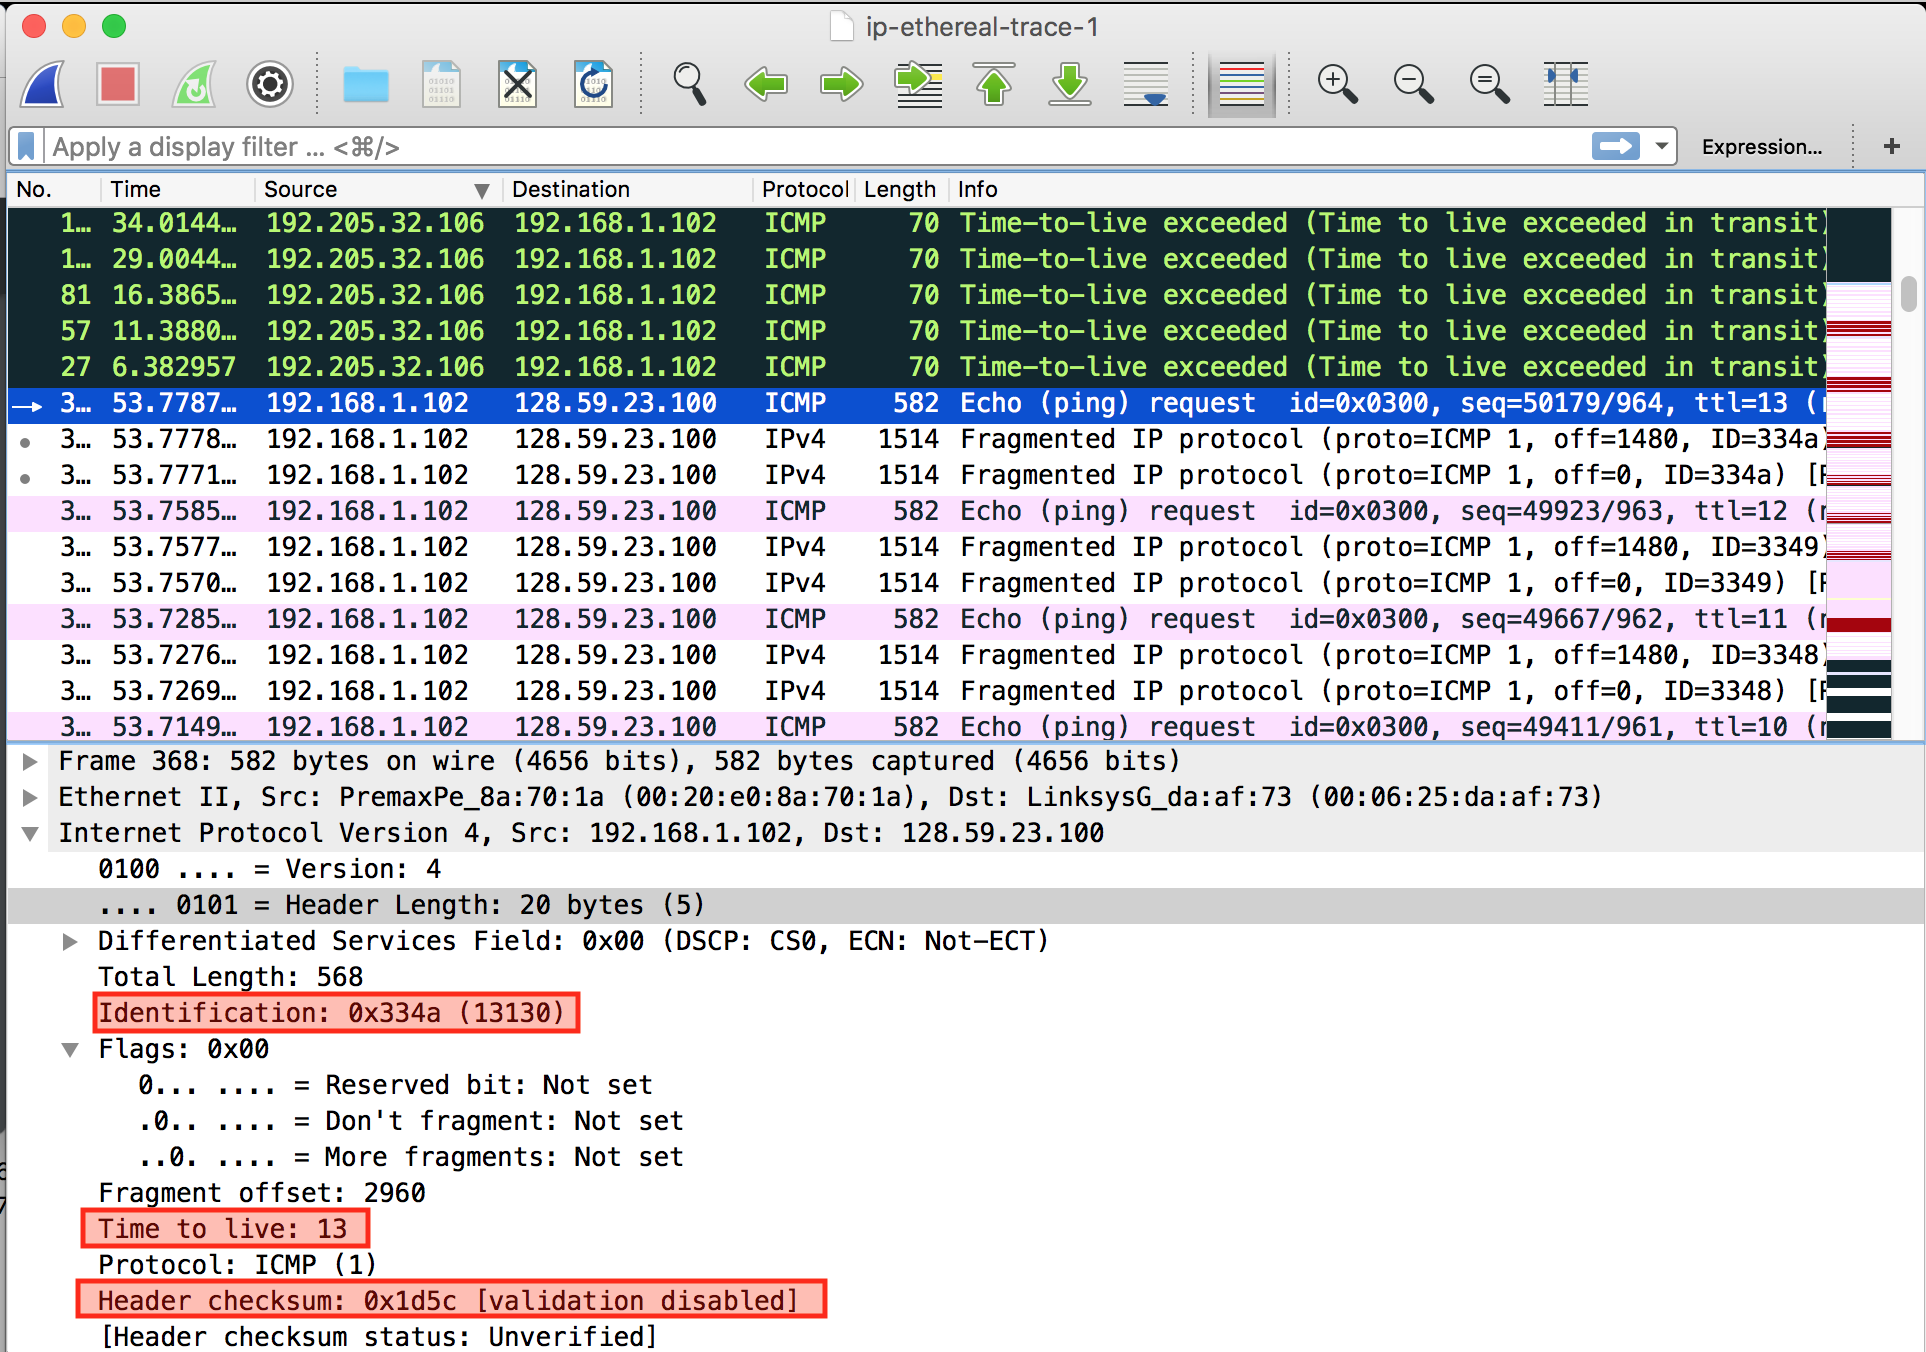 ip-ethereal-trace-1
Apply a display filter ... <⌘/> Expression... +
No. Time Source Destination Protocol Length Info
1… 34.0144… 192.205.32.106 192.168.1.102 ICMP 70 Time-to-live exceeded (Time to live exceeded in transit)
1… 29.0044… 192.205.32.106 192.168.1.102 ICMP 70 Time-to-live exceeded (Time to live exceeded in transit)
81 16.3865… 192.205.32.106 192.168.1.102 ICMP 70 Time-to-live exceeded (Time to live exceeded in transit)
57 11.3880… 192.205.32.106 192.168.1.102 ICMP 70 Time-to-live exceeded (Time to live exceeded in transit)
27 6.382957 192.205.32.106 192.168.1.102 ICMP 70 Time-to-live exceeded (Time to live exceeded in transit)
3… 53.7787… 192.168.1.102 128.59.23.100 ICMP 582 Echo (ping) request id=0x0300, seq=50179/964, ttl=13 (
3… 53.7778… 192.168.1.102 128.59.23.100 IPv4 1514 Fragmented IP protocol (proto=ICMP 1, off=1480, ID=334a)
3… 53.7771… 192.168.1.102 128.59.23.100 IPv4 1514 Fragmented IP protocol (proto=ICMP 1, off=0, ID=334a) [
3… 53.7585… 192.168.1.102 128.59.23.100 ICMP 582 Echo (ping) request id=0x0300, seq=49923/963, ttl=12 (
3… 53.7577… 192.168.1.102 128.59.23.100 IPv4 1514 Fragmented IP protocol (proto=ICMP 1, off=1480, ID=3349)
3… 53.7570… 192.168.1.102 128.59.23.100 IPv4 1514 Fragmented IP protocol (proto=ICMP 1, off=0, ID=3349) [
3… 53.7285… 192.168.1.102 128.59.23.100 ICMP 582 Echo (ping) request id=0x0300, seq=49667/962, ttl=11 (
3… 53.7276… 192.168.1.102 128.59.23.100 IPv4 1514 Fragmented IP protocol (proto=ICMP 1, off=1480, ID=3348)
3… 53.7269… 192.168.1.102 128.59.23.100 IPv4 1514 Fragmented IP protocol (proto=ICMP 1, off=0, ID=3348) [
3… 53.7149… 192.168.1.102 128.59.23.100 ICMP 582 Echo (ping) request id=0x0300, seq=49411/961, ttl=10 (
Frame 368: 582 bytes on wire (4656 bits), 582 bytes captured (4656 bits)
Ethernet II, Src: PremaxPe_8a:70:1a (00:20:e0:8a:70:1a), Dst: LinksysG_da:af:73 (00:06:25:da:af:73)
Internet Protocol Version 4, Src: 192.168.1.102, Dst: 128.59.23.100
0100 .... = Version: 4
.... 0101 = Header Length: 20 bytes (5)
Differentiated Services Field: 0x00 (DSCP: CS0, ECN: Not-ECT)
Total Length: 568
Identification: 0x334a (13130)
Flags: 0x00
0... .... = Reserved bit: Not set
.0.. .... = Don't fragment: Not set
..0. .... = More fragments: Not set
Fragment offset: 2960
Time to live: 13
Protocol: ICMP (1)
Header checksum: 0x1d5c [validation disabled]
[Header checksum status: Unverified]